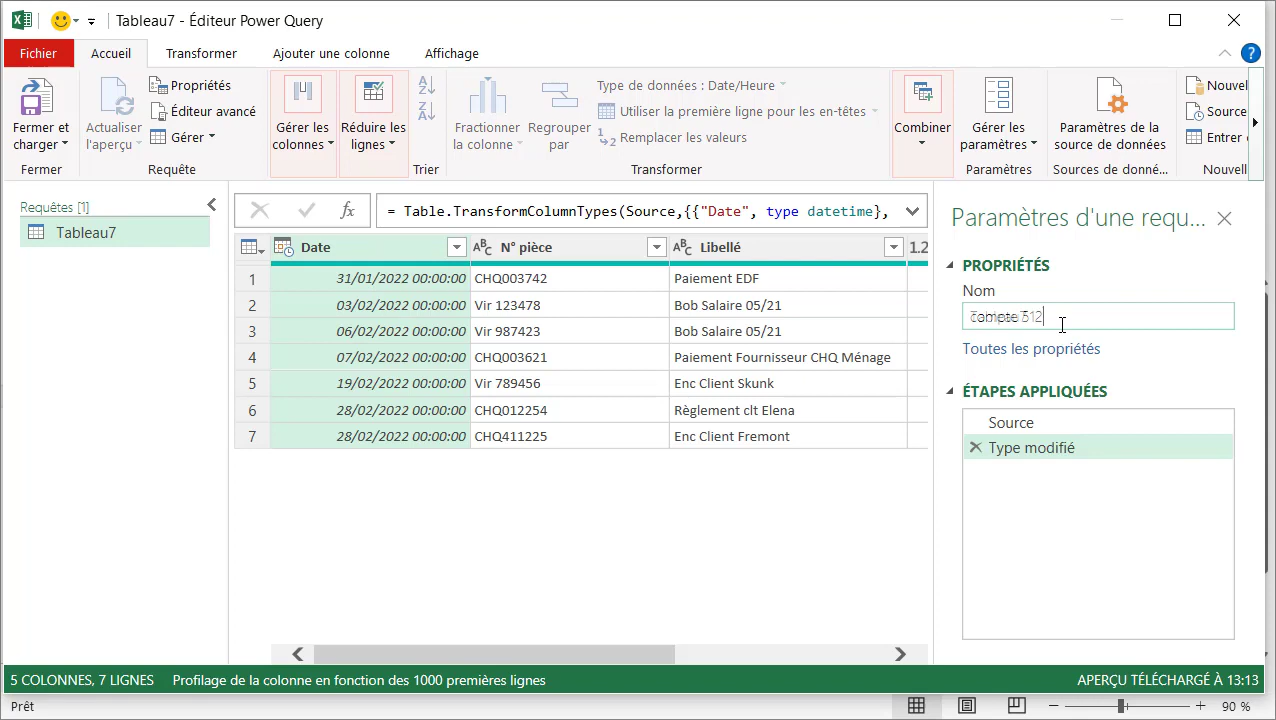 Tableau7 - Éditeur Power Query
Fichier
Accueil
Transformer
Ajouter une colonne
Affichage
Fermer et
charger
Fermer
Actualiser
l'aperçu
Propriétés
Éditeur avancé
Gérer
Requête
Gérer les
colonnes
Réduire les
lignes
Trier
Fractionner
la colonne
Regrouper
par
Type de données : Date/Heure
Utiliser la première ligne pour les en-têtes
Remplacer les valeurs
Transformer
Combiner
Gérer les
paramètres
Paramètres
Paramètres de la
source de données
Sources de donné...
Nouvel
Source
Entrer
Nouvell
Requêtes [1]
Tableau7
fx
= Table.TransformColumnTypes(Source,{{"Date", type datetime},
Date
N° pièce
Libellé
1.2
1 31/01/2022 00:00:00 CHQ003742 Paiement EDF
2 03/02/2022 00:00:00 Vir 123478 Bob Salaire 05/21
3 06/02/2022 00:00:00 Vir 987423 Bob Salaire 05/21
4 07/02/2022 00:00:00 CHQ003621 Paiement Fournisseur CHQ Ménage
5 19/02/2022 00:00:00 Vir 789456 Enc Client Skunk
6 28/02/2022 00:00:00 CHQ012254 Règlement clt Elena
7 28/02/2022 00:00:00 CHQ411225 Enc Client Fremont
Paramètres d'une requ...
PROPRIÉTÉS
Nom
compte 512
Toutes les propriétés
ÉTAPES APPLIQUÉES
Source
Type modifié
5 COLONNES, 7 LIGNES
Profilage de la colonne en fonction des 1000 premières lignes
APERÇU TÉLÉCHARGÉ À 13:13
Prêt
90 %